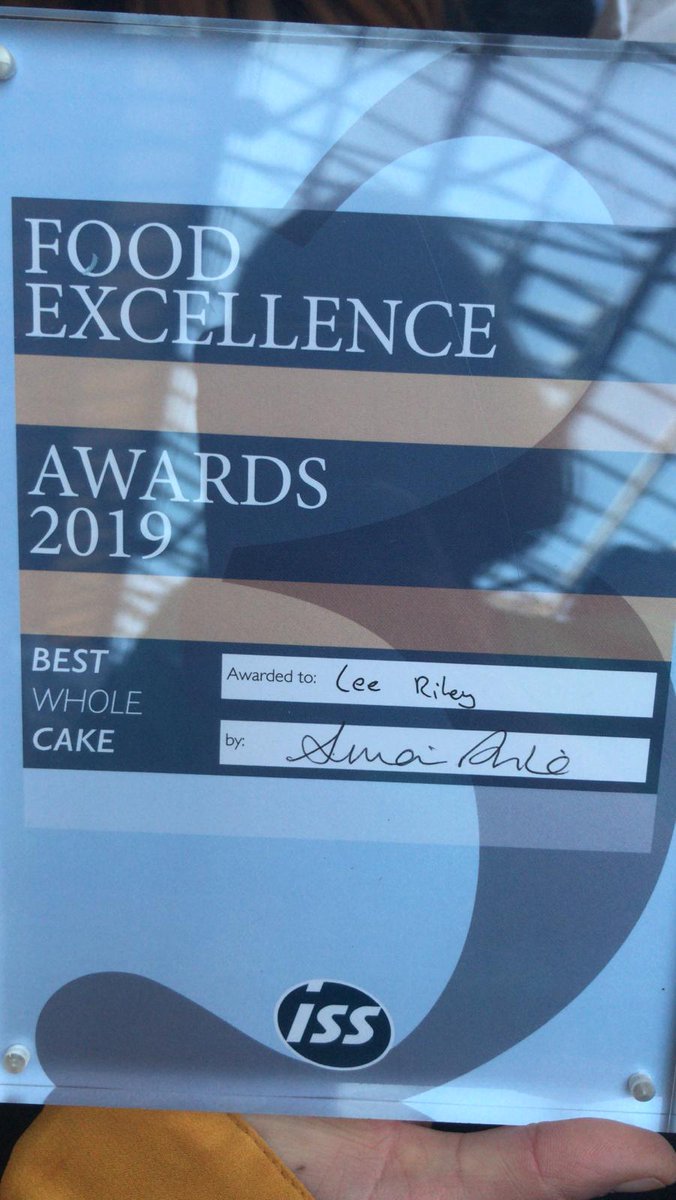 FOOD
EXCELLENCE
AWARDS
2019
BEST
WHOLE
CAKE
Awarded to: Lee Riley
by:
iss